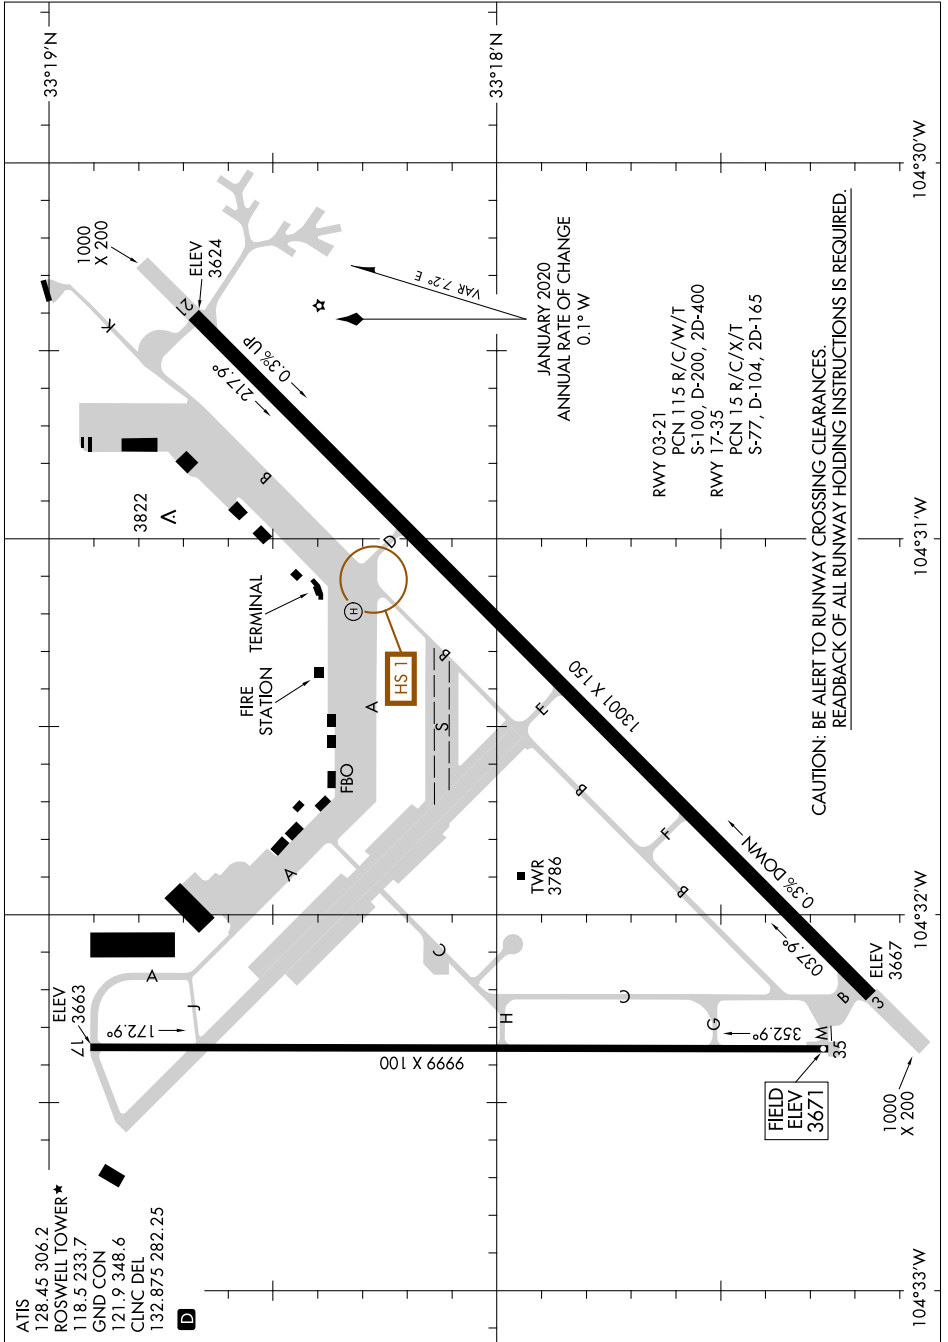 ATIS
128.45 306.2
ROSWELL TOWER★
118.5 233.7
GND CON
121.9 348.6
CLNC DEL
132.875 282.25
D
33°19'N
33°18'N
104°30'W
104°31'W
104°32'W
104°33'W
1000
X 200
ELEV
3624
K
21
0.3% UP
217.9°
VAR 7.2° E
JANUARY 2020
ANNUAL RATE OF CHANGE
0.1° W
3822
B
D
TERMINAL
H
HS 1
FIRE
STATION
A
B
S
FBO
A
E
13001 X 150
B
F
B
TWR
3786
RWY 03-21
PCN 115 R/C/W/T
S-100, D-200, 2D-400
RWY 17-35
PCN 15 R/C/X/T
S-77, D-104, 2D-165
CAUTION: BE ALERT TO RUNWAY CROSSING CLEARANCES.
READBACK OF ALL RUNWAY HOLDING INSTRUCTIONS IS REQUIRED.
0.3% DOWN
037.9°
ELEV
3667
3
B
C
C
A
J
ELEV
3663
172.9°
17
9999 X 100
H
G
352.9°
M
35
FIELD
ELEV
3671
1000
X 200